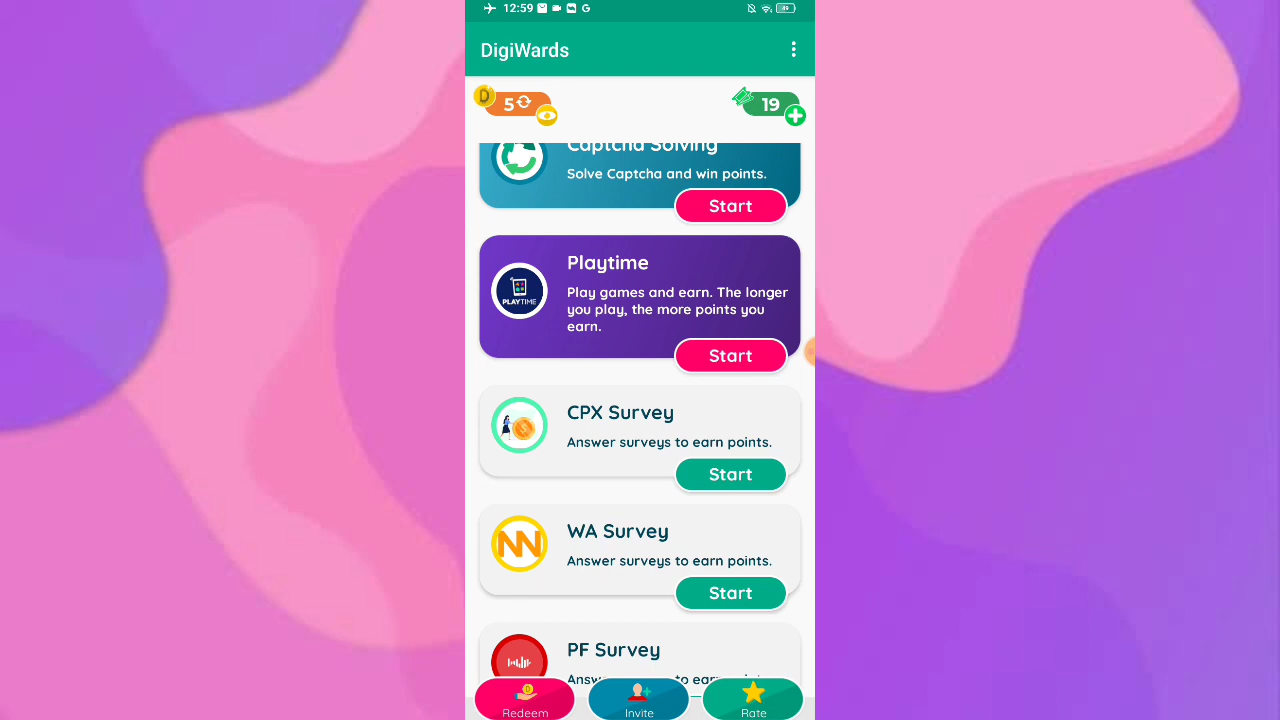 12:59
DigiWards
5
19
Captcha Solving
Solve Captcha and win points.
Start
Playtime
PLAYTIME
Play games and earn. The longer
you play, the more points you
earn.
Start
CPX Survey
Answer surveys to earn points.
Start
WA Survey
Answer surveys to earn points.
Start
PF Survey
Redeem
Invite
Rate